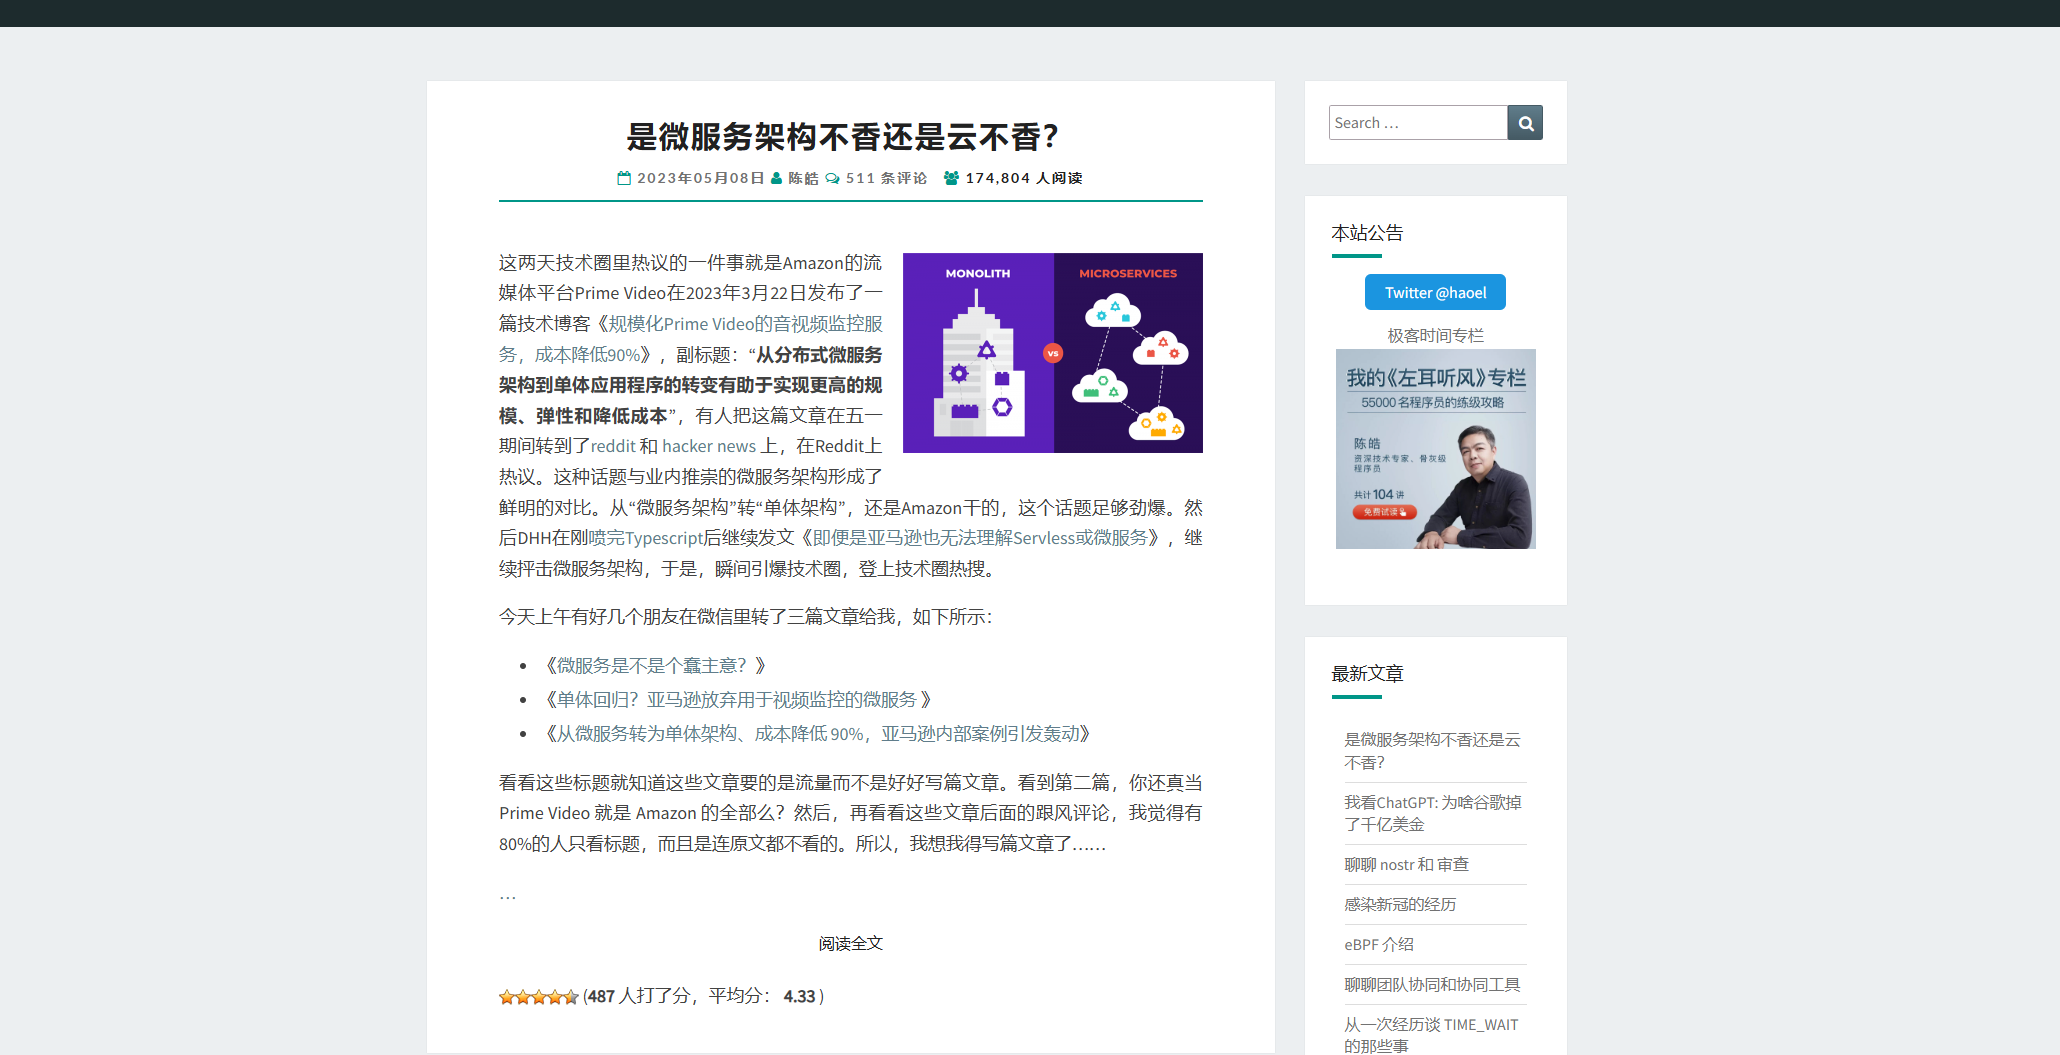 是微服务架构不香还是云不香？
2023年05月08日 陈皓 511 条评论 174,804 人阅读
这两天技术圈里热议的一件事就是Amazon的流
媒体平台Prime Video在2023年3月22日发布了一
篇技术博客《规模化Prime Video的音视频监控服
务，成本降低90%》，副标题：“从分布式微服务
架构到单体应用程序的转变有助于实现更高的规
模、弹性和降低成本”，有人把这篇文章在五一
期间转到了reddit 和 hacker news 上，在Reddit上
热议。这种话题与业内推崇的微服务架构形成了
鲜明的对比。从“微服务架构”转“单体架构”，还是Amazon干的，这个话题足够劲爆。然
后DHH在刚喷完Typescript后继续发文《即便是亚马逊也无法理解Servless或微服务》，继
续抨击微服务架构，于是，瞬间引爆技术圈，登上技术圈热搜。
MONOLITH
MICROSERVICES
VS
今天上午有好几个朋友在微信里转了三篇文章给我，如下所示：
• 《微服务是不是个蠢主意？》
• 《单体回归？亚马逊放弃用于视频监控的微服务 》
• 《从微服务转为单体架构、成本降低 90%，亚马逊内部案例引发轰动》
看看这些标题就知道这些文章要的是流量而不是好好写篇文章。看到第二篇，你还真当
Prime Video 就是 Amazon 的全部么？然后，再看看这些文章后面的跟风评论，我觉得有
80%的人只看标题，而且是连原文都不看的。所以，我想我得写篇文章了……
…
阅读全文
(487 人打了分，平均分： 4.33 )
Search …
本站公告
Twitter @haoel
极客时间专栏
我的《左耳听风》专栏
55000 名程序员的练级攻略
陈皓
资深技术专家、骨灰级
程序员
共计 104 讲
免费试读
最新文章
是微服务架构不香还是云
不香？
我看ChatGPT: 为啥谷歌掉
了千亿美金
聊聊 nostr 和 审查
感染新冠的经历
eBPF 介绍
聊聊团队协同和协同工具
从一次经历谈 TIME_WAIT
的那些事